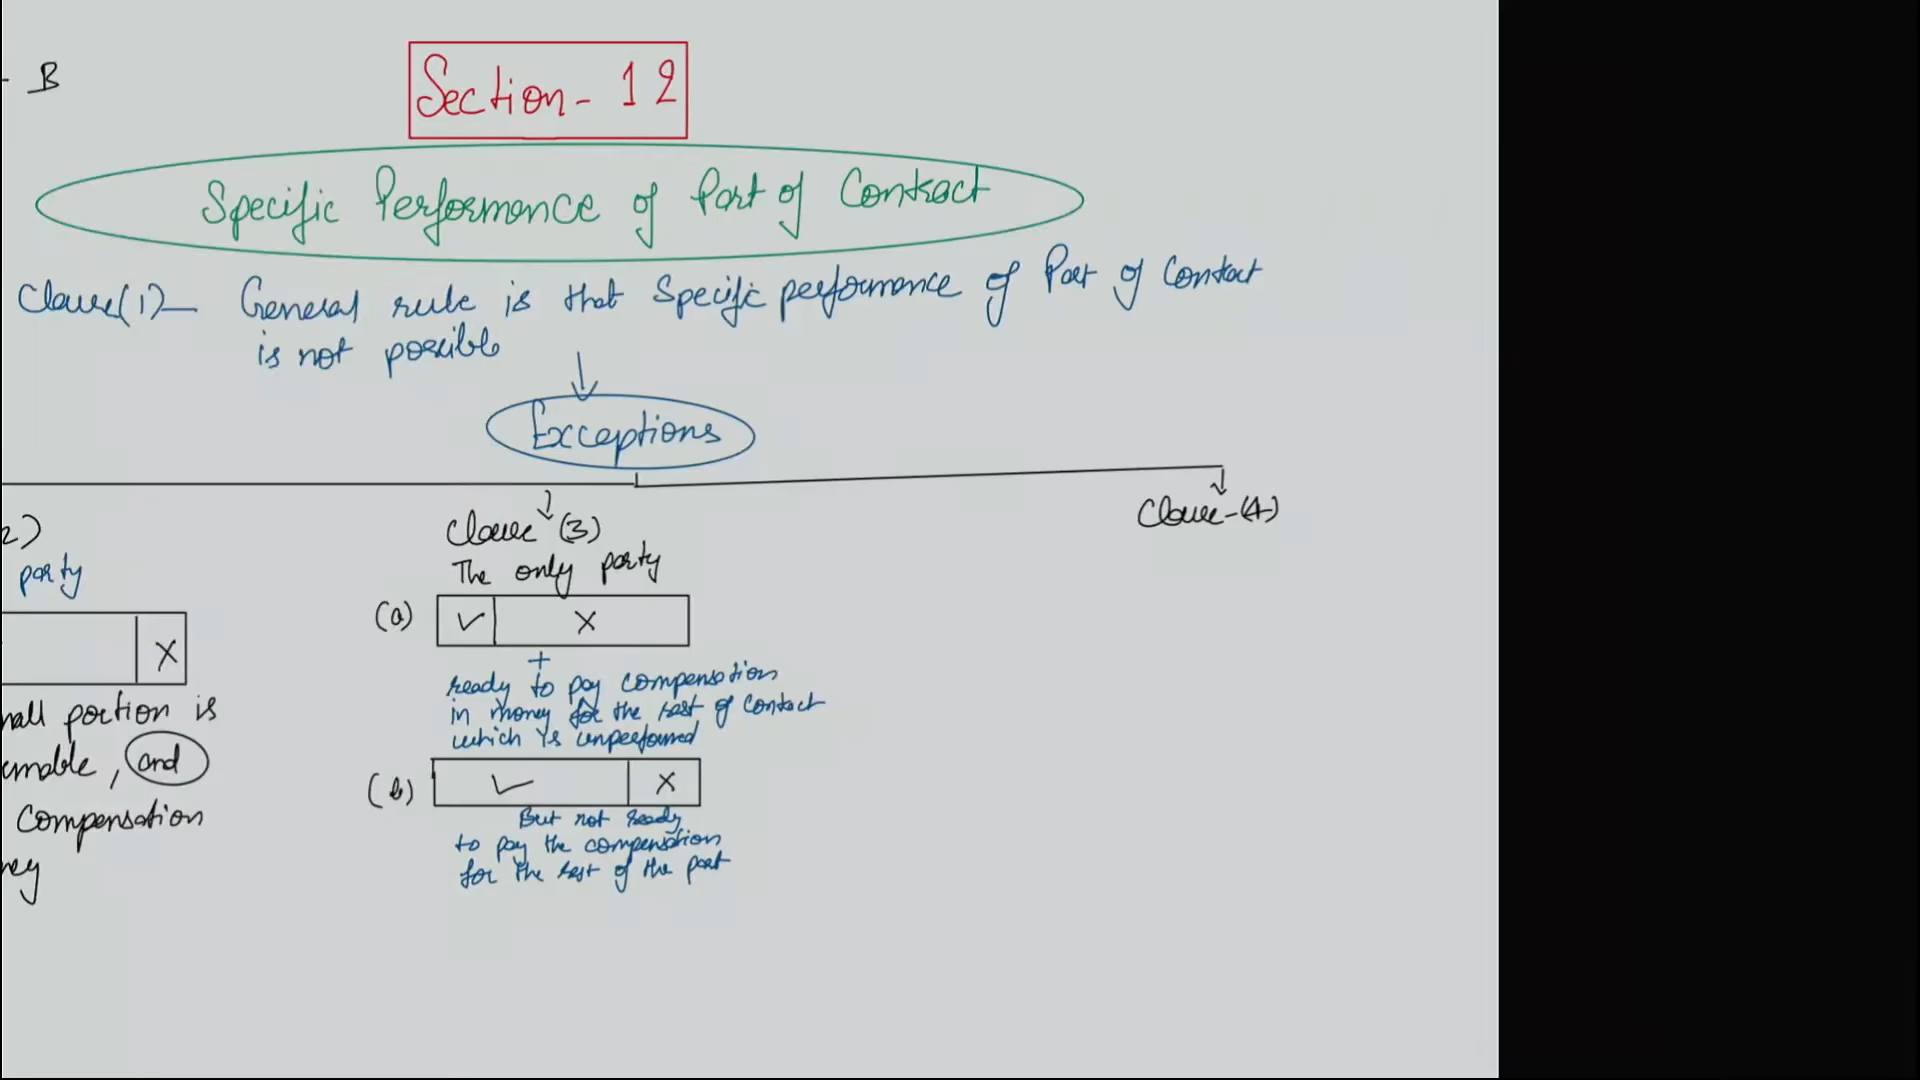 - B
Section - 12
Specific Performance of Part of Contract
Clause(1) - General rule is that Specific performance of Part of Contract
is not possible
Exceptions
2)
party
X
Clause (3)
The only party
(a) ✓ X
+
ready to pay compensation
in money for the rest of contract
which is unperformed
(b) ✓ X
But not ready
to pay the compensation
for the rest of the part
mall portion is
rmable, and
compensation
ney
Clause-(4)